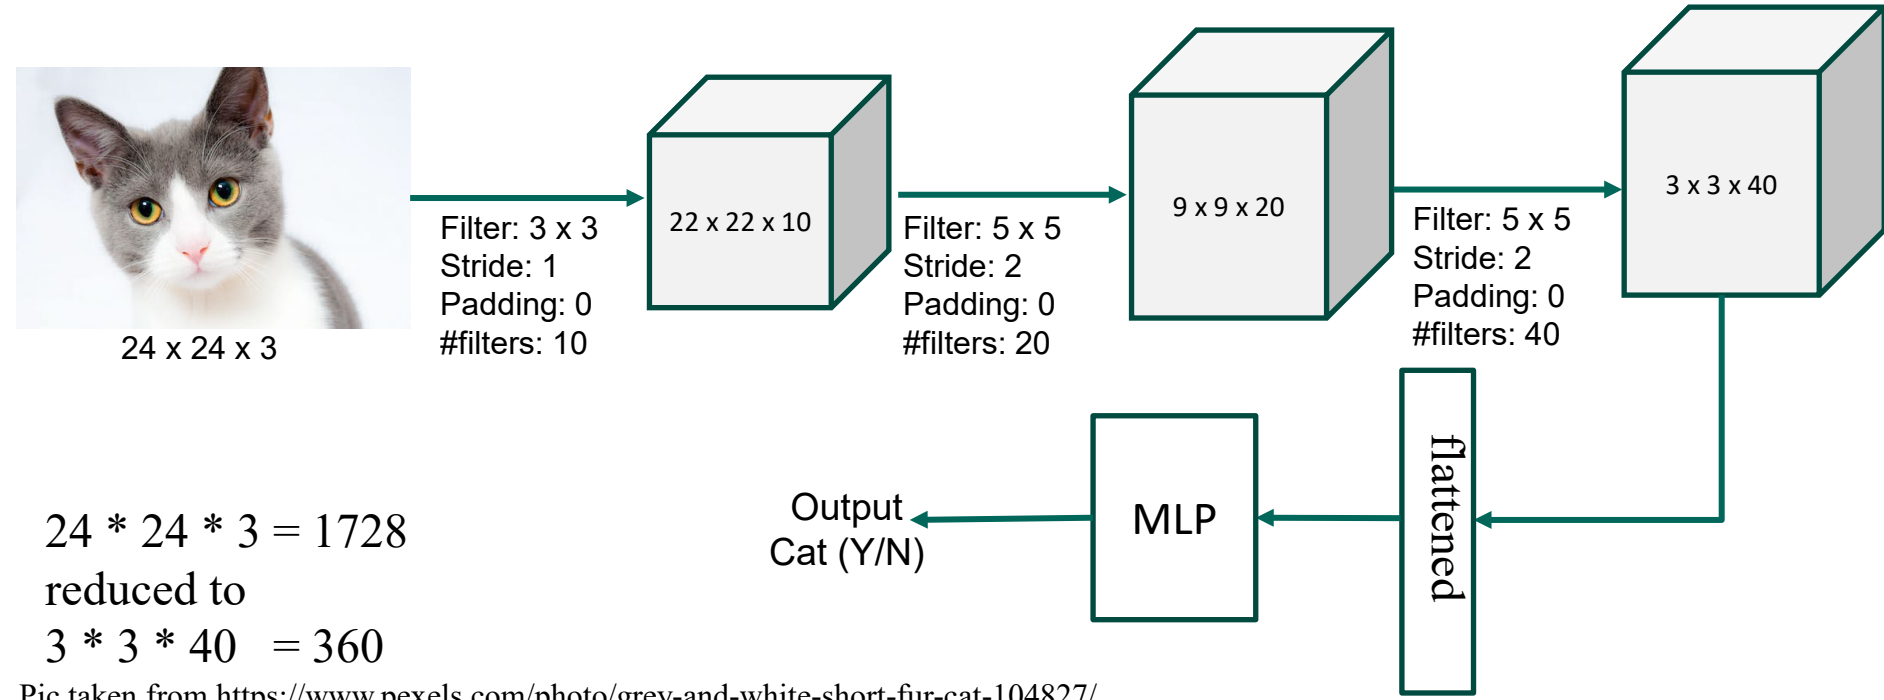 24 x 24 x 3
Filter: 3 x 3
Stride: 1
Padding: 0
#filters: 10
22 x 22 x 10
Filter: 5 x 5
Stride: 2
Padding: 0
#filters: 20
9 x 9 x 20
Filter: 5 x 5
Stride: 2
Padding: 0
#filters: 40
3 x 3 x 40
flattened
MLP
Output
Cat (Y/N)
24 * 24 * 3 = 1728
reduced to
3 * 3 * 40 = 360
Pic taken from https://www.pexels.com/photo/grey-and-white-short-fur-cat-104827/